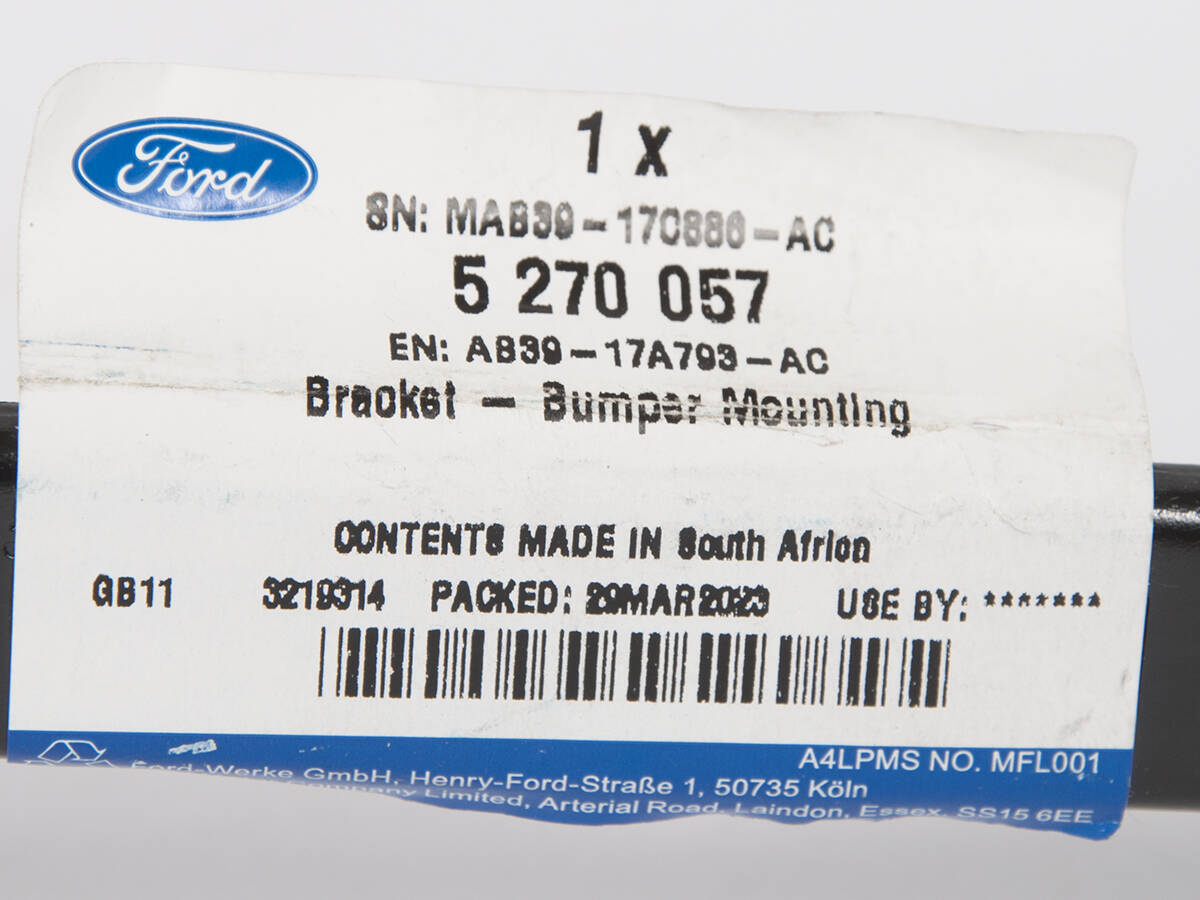 Ford
1 x
SN: MAB39-17C886-AC
5 270 057
EN: AB39-17A793-AC
Bracket - Bumper Mounting
CONTENTS MADE IN South Africa
GB11 3219314 PACKED: 29MAR2023 USE BY: *******
A4LPMS NO. MFL001
Ford-Werke GmbH, Henry-Ford-Straße 1, 50735 Köln
Company Limited, Arterial Road, Laindon, Essex, SS15 6EE